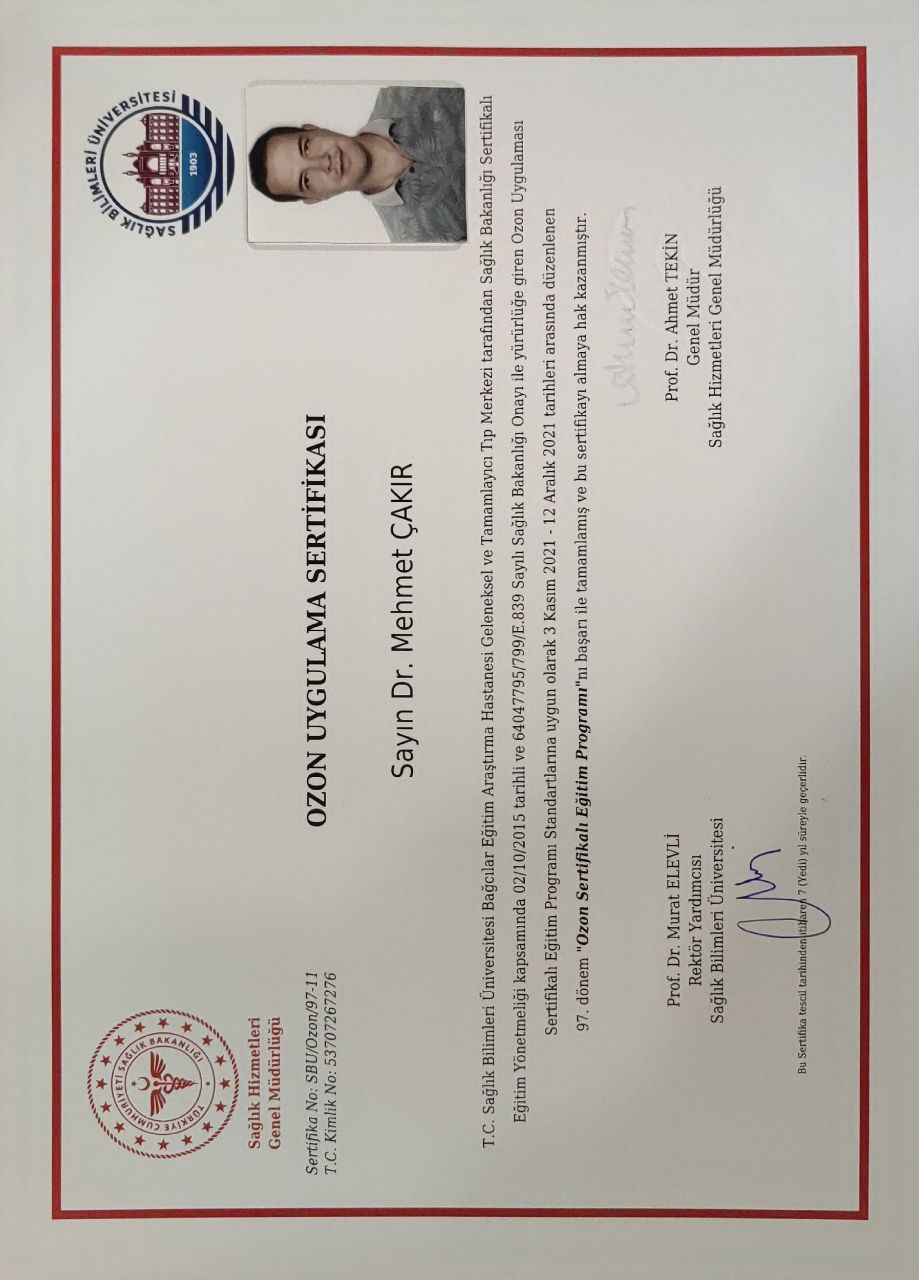 TÜRKİYE CUMHURİYETİ SAĞLIK BAKANLIĞI
SAĞLIK BİLİMLERİ ÜNİVERSİTESİ
1903
Sağlık Hizmetleri
Genel Müdürlüğü
Sertifika No: SBU/Ozon/97-11
T.C. Kimlik No: 53707267276
OZON UYGULAMA SERTİFİKASI
Sayın Dr. Mehmet ÇAKIR
T.C. Sağlık Bilimleri Üniversitesi Bağcılar Eğitim Araştırma Hastanesi Geleneksel ve Tamamlayıcı Tıp Merkezi tarafından Sağlık Bakanlığı Sertifikalı
Eğitim Yönetmeliği kapsamında 02/10/2015 tarihli ve 64047795/799/E.839 Sayılı Sağlık Bakanlığı Onayı ile yürürlüğe giren Ozon Uygulaması
Sertifikalı Eğitim Programı Standartlarına uygun olarak 3 Kasım 2021 - 12 Aralık 2021 tarihleri arasında düzenlenen
97. dönem "Ozon Sertifikalı Eğitim Programı"nı başarı ile tamamlamış ve bu sertifikayı almaya hak kazanmıştır.
Prof. Dr. Murat ELEVLİ
Rektör Yardımcısı
Sağlık Bilimleri Üniversitesi
Prof. Dr. Ahmet TEKİN
Genel Müdür
Sağlık Hizmetleri Genel Müdürlüğü
Bu Sertifika tescil tarihinden itibaren 7 (Yedi) yıl süreyle geçerlidir.